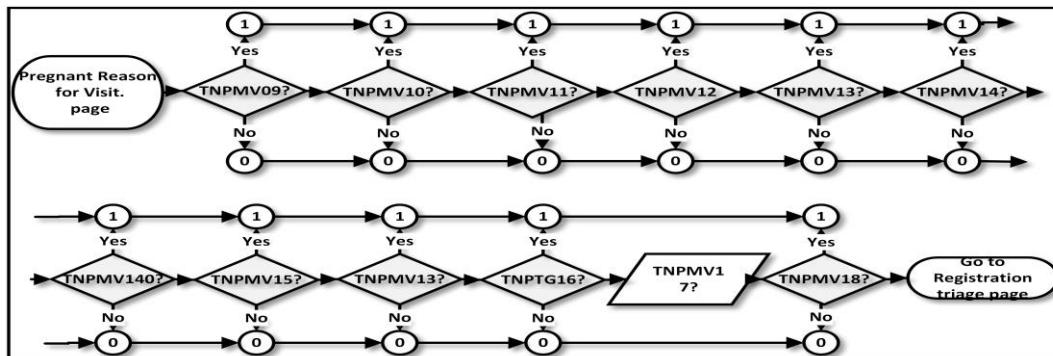 1 1 1 1 1 1
Yes Yes Yes Yes Yes Yes
Pregnant Reason
for Visit.
page
TNPMV09? TNPMV10? TNPMV11? TNPMV12 TNPMV13? TNPMV14?
No No No No No No
0 0 0 0 0 0
1 1 1 1 1
Yes Yes Yes Yes Yes
TNPMV140? TNPMV15? TNPMV13? TNPTG16? TNPMV1
7?
TNPMV18?
Go to
Registration
triage page
No No No No No
0 0 0 0 0